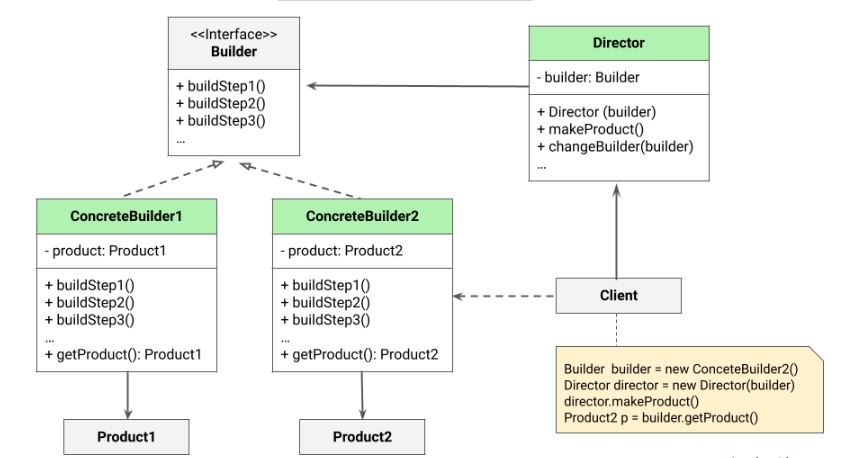 <<Interface>>
Builder
+ buildStep1()
+ buildStep2()
+ buildStep3()
...
Director
- builder: Builder
+ Director (builder)
+ makeProduct()
+ changeBuilder(builder)
...
ConcreteBuilder1
- product: Product1
+ buildStep1()
+ buildStep2()
+ buildStep3()
...
+ getProduct(): Product1
ConcreteBuilder2
- product: Product2
+ buildStep1()
+ buildStep2()
+ buildStep3()
...
+ getProduct(): Product2
Client
Builder builder = new ConceteBuilder2()
Director director = new Director(builder)
director.makeProduct()
Product2 p = builder.getProduct()
Product1
Product2